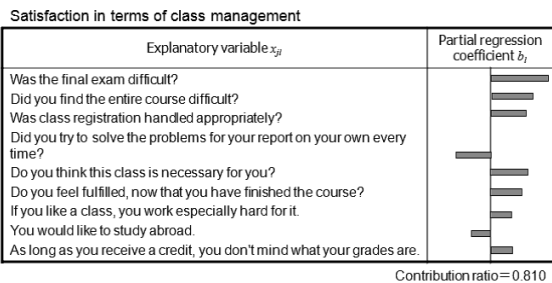 Satisfaction in terms of class management
Explanatory variable xjl
Partial regression
coefficient bl
Was the final exam difficult?
Did you find the entire course difficult?
Was class registration handled appropriately?
Did you try to solve the problems for your report on your own every
time?
Do you think this class is necessary for you?
Do you feel fulfilled, now that you have finished the course?
If you like a class, you work especially hard for it.
You would like to study abroad.
As long as you receive a credit, you don't mind what your grades are.
Contribution ratio=0.810